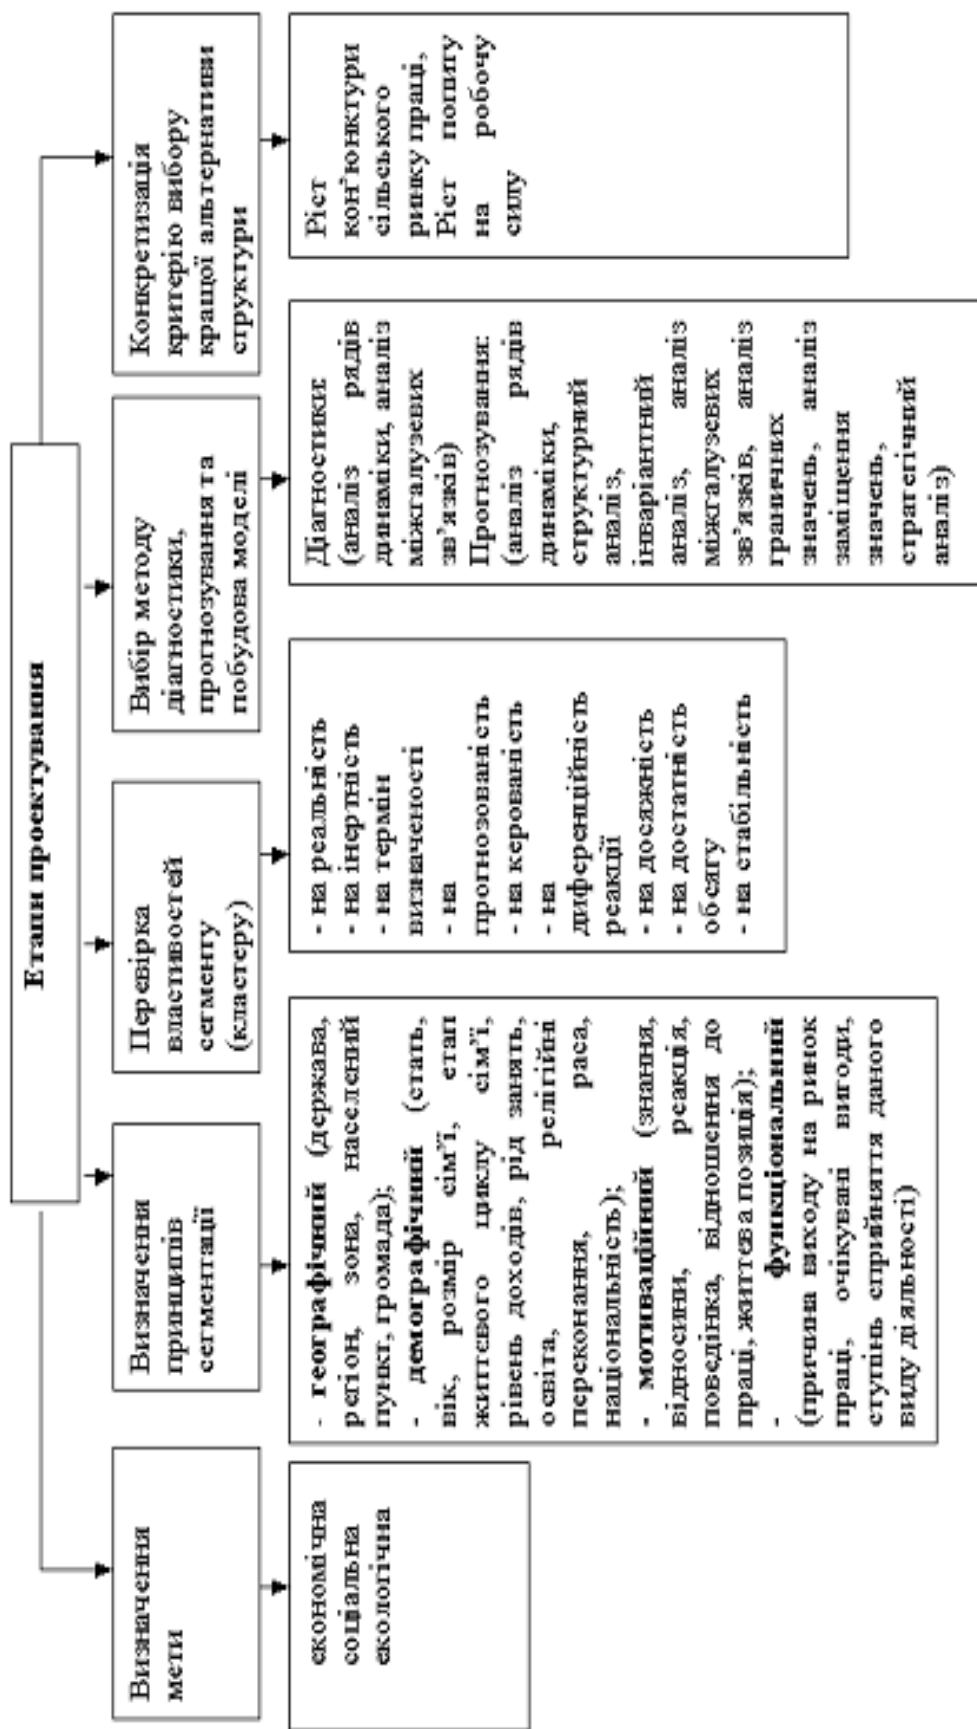 Етапи проектування
Визначення
мети
Визначення
принципів
сегментації
Перевірка
властивостей
сегменту
(кластеру)
Вибір методу
діагностики,
прогнозування та
побудова моделі
Конкретизація
критерію вибору
кращої альтернативи
структури
економічна
соціальна
екологічна
- географічний (держава,
регіон, зона, населений
пункт, громада);
- демографічний (стать,
вік, розмір сім'ї, етап
життєвого циклу сім'ї,
рівень доходів, рід занять,
освіта, релігійні
переконання, раса,
національність);
- мотиваційний (знання,
відносини, реакція,
поведінка, відношення до
праці, життєва позиція);
- функціональний
(причина виходу на ринок
праці, очікувані вигоди,
ступінь сприйняття даного
виду діяльності)
- на реальність
- на інертність
- на термін
визначеності
- на
прогнозованість
- на керованість
- на
диференційність
реакції
- на досяжність
- на достатність
обсягу
- на стабільність
Діагностики:
(аналіз рядів
динаміки, аналіз
міжгалузевих
зв'язків)
Прогнозування:
(аналіз рядів
динаміки,
структурний
аналіз,
інваріантний
аналіз, аналіз
міжгалузевих
зв'язків, аналіз
граничних
значень, аналіз
заміщення
значень,
стратегічний
аналіз)
Ріст
кон'юнктури
сільського
ринку праці,
Ріст попиту
на робочу
силу